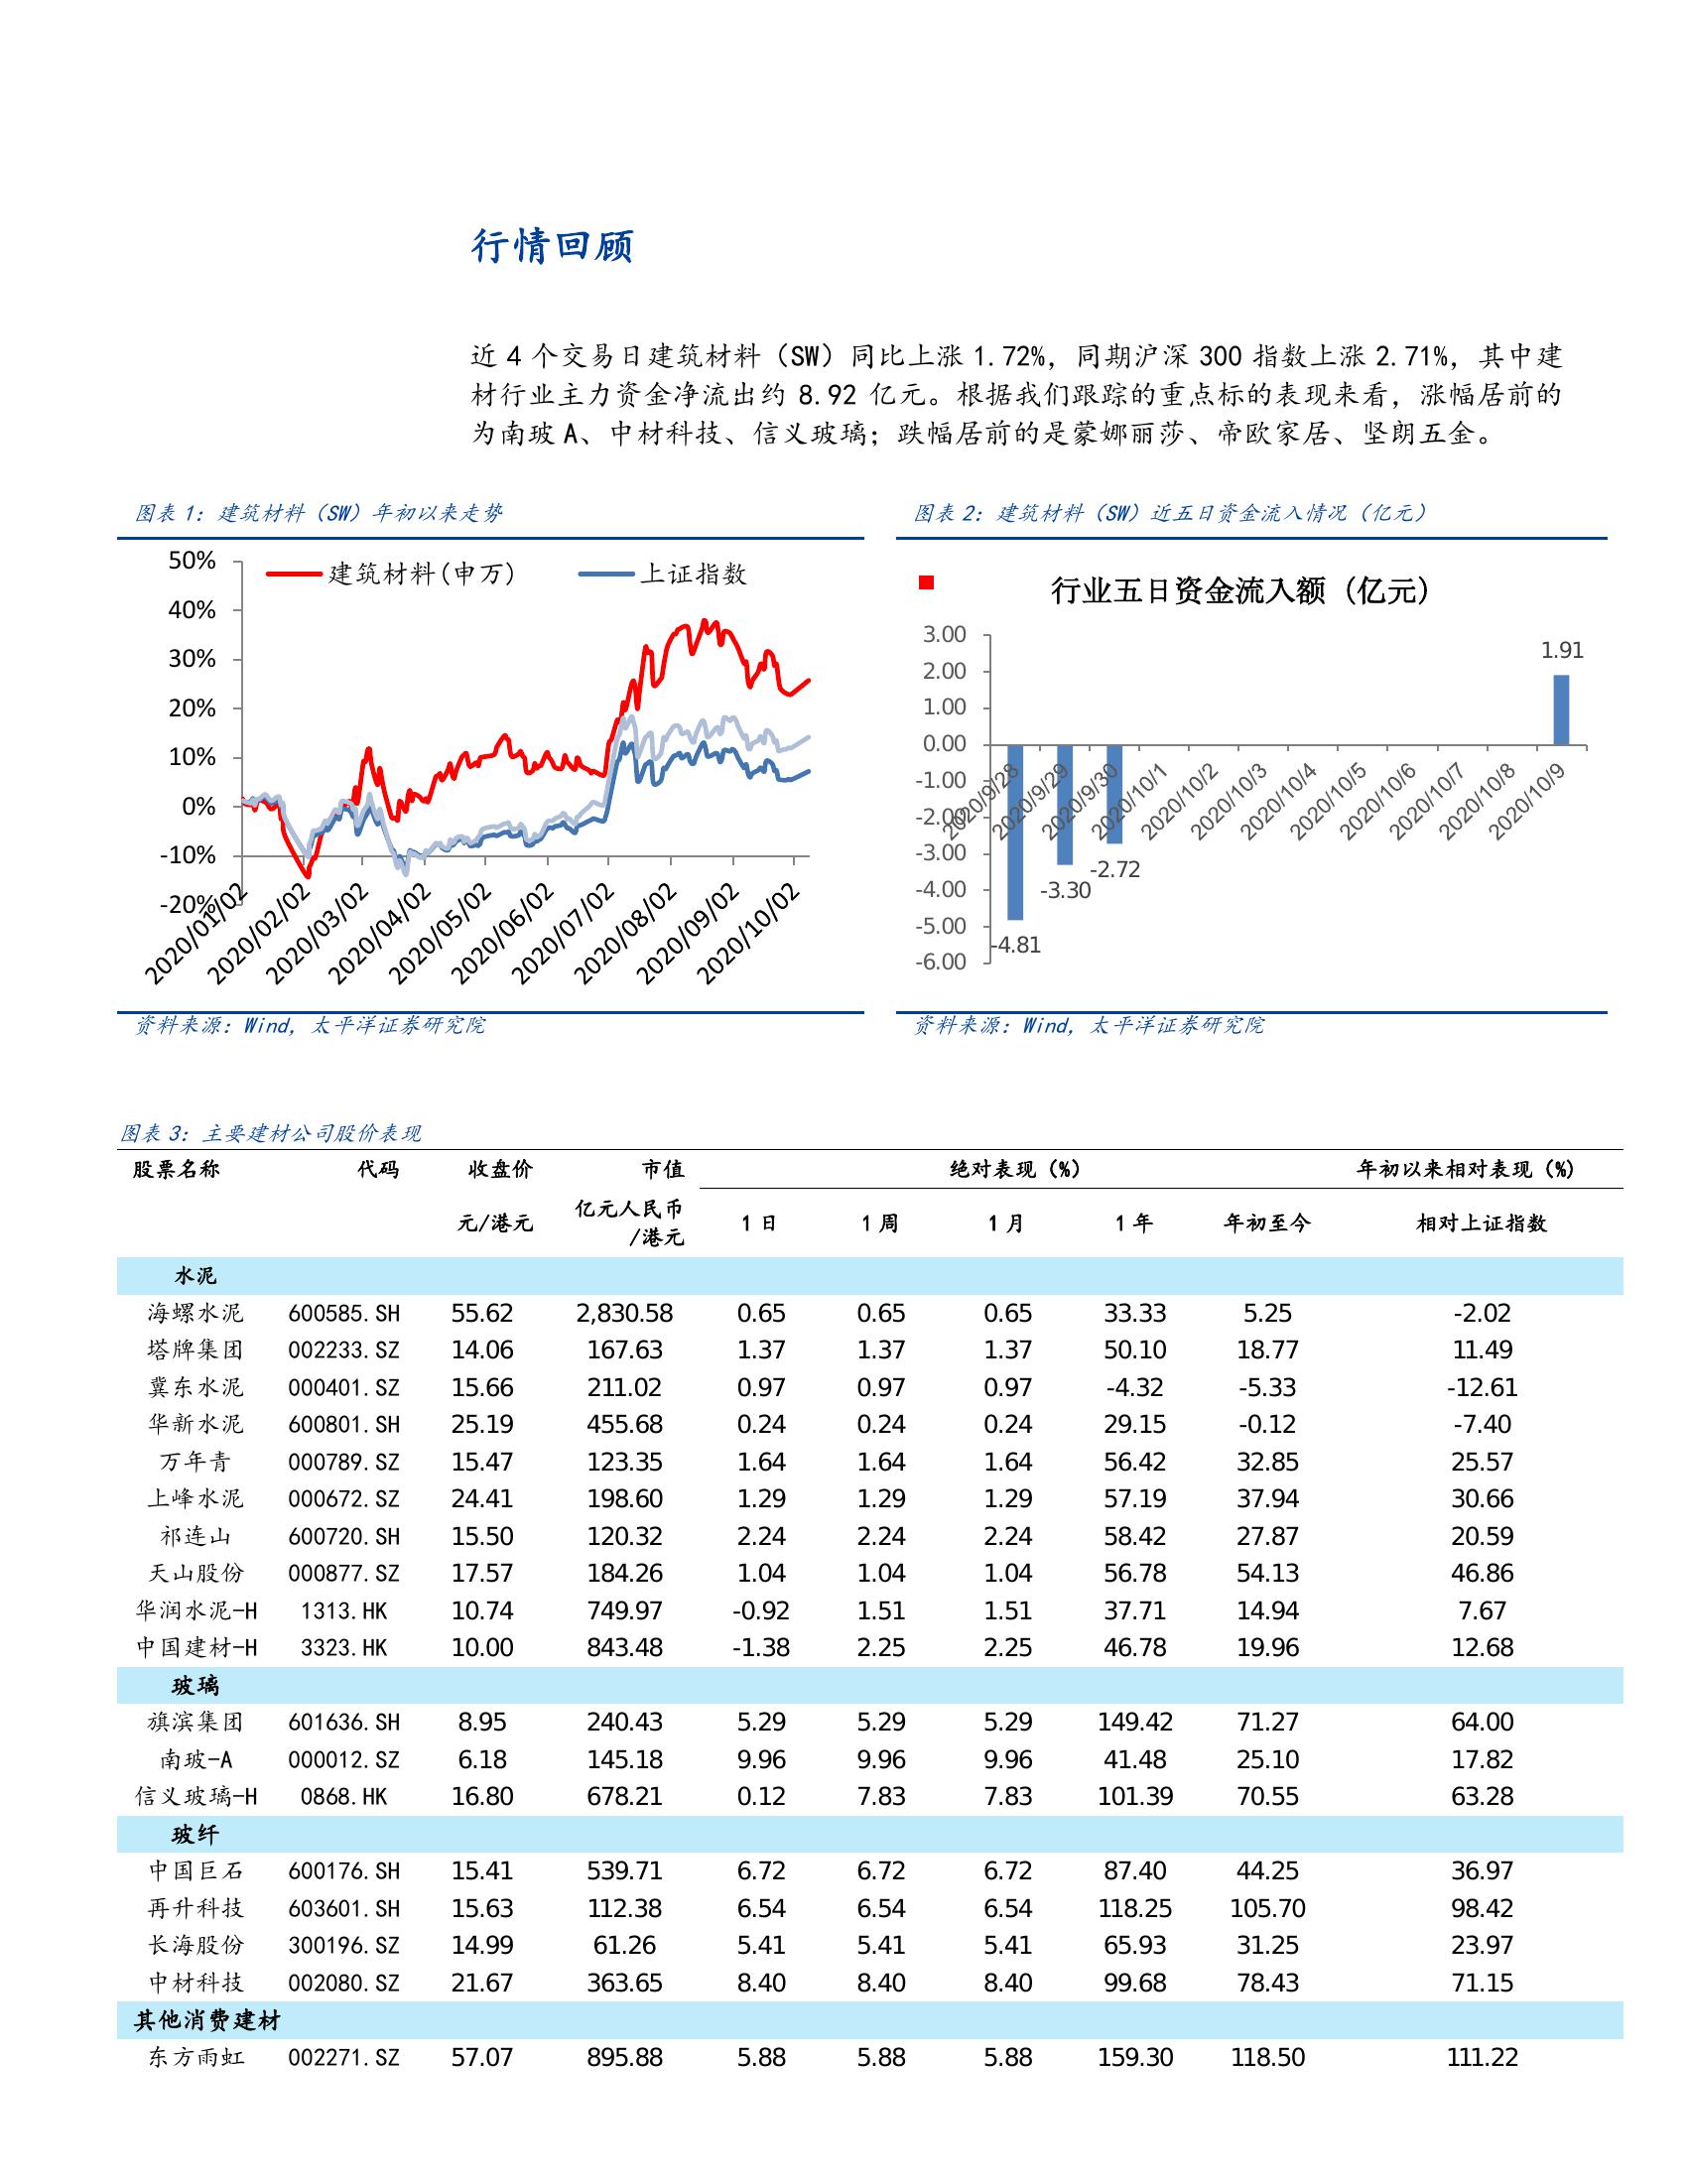 行情回顾
近 4 个交易日建筑材料（SW）同比上涨 1.72%，同期沪深 300 指数上涨 2.71%，其中建
材行业主力资金净流出约 8.92 亿元。根据我们跟踪的重点标的表现来看，涨幅居前的
为南玻 A、中材科技、信义玻璃；跌幅居前的是蒙娜丽莎、帝欧家居、坚朗五金。
图表 1：建筑材料（SW）年初以来走势
50%
40%
30%
20%
10%
0%
-10%
-20%
建筑材料(申万)
上证指数
2020/01/02
2020/02/02
2020/03/02
2020/04/02
2020/05/02
2020/06/02
2020/07/02
2020/08/02
2020/09/02
2020/10/02
资料来源：Wind，太平洋证券研究院
图表 2：建筑材料（SW）近五日资金流入情况（亿元）
行业五日资金流入额（亿元）
3.00
2.00
1.00
0.00
-1.00
-2.00
-3.00
-4.00
-5.00
-6.00
-4.81
-3.30
-2.72
1.91
2020/9/28
2020/9/29
2020/9/30
2020/10/1
2020/10/2
2020/10/3
2020/10/4
2020/10/5
2020/10/6
2020/10/7
2020/10/8
2020/10/9
资料来源：Wind，太平洋证券研究院
图表 3：主要建材公司股价表现
股票名称 代码 收盘价 市值 绝对表现（%） 年初以来相对表现（%）
元/港元 亿元人民币/港元 1 日 1 周 1 月 1 年 年初至今 相对上证指数
水泥
海螺水泥 600585.SH 55.62 2,830.58 0.65 0.65 0.65 33.33 5.25 -2.02
塔牌集团 002233.SZ 14.06 167.63 1.37 1.37 1.37 50.10 18.77 11.49
冀东水泥 000401.SZ 15.66 211.02 0.97 0.97 0.97 -4.32 -5.33 -12.61
华新水泥 600801.SH 25.19 455.68 0.24 0.24 0.24 29.15 -0.12 -7.40
万年青 000789.SZ 15.47 123.35 1.64 1.64 1.64 56.42 32.85 25.57
上峰水泥 000672.SZ 24.41 198.60 1.29 1.29 1.29 57.19 37.94 30.66
祁连山 600720.SH 15.50 120.32 2.24 2.24 2.24 58.42 27.87 20.59
天山股份 000877.SZ 17.57 184.26 1.04 1.04 1.04 56.78 54.13 46.86
华润水泥-H 1313.HK 10.74 749.97 -0.92 1.51 1.51 37.71 14.94 7.67
中国建材-H 3323.HK 10.00 843.48 -1.38 2.25 2.25 46.78 19.96 12.68
玻璃
旗滨集团 601636.SH 8.95 240.43 5.29 5.29 5.29 149.42 71.27 64.00
南玻-A 000012.SZ 6.18 145.18 9.96 9.96 9.96 41.48 25.10 17.82
信义玻璃-H 0868.HK 16.80 678.21 0.12 7.83 7.83 101.39 70.55 63.28
玻纤
中国巨石 600176.SH 15.41 539.71 6.72 6.72 6.72 87.40 44.25 36.97
再升科技 603601.SH 15.63 112.38 6.54 6.54 6.54 118.25 105.70 98.42
长海股份 300196.SZ 14.99 61.26 5.41 5.41 5.41 65.93 31.25 23.97
中材科技 002080.SZ 21.67 363.65 8.40 8.40 8.40 99.68 78.43 71.15
其他消费建材
东方雨虹 002271.SZ 57.07 895.88 5.88 5.88 5.88 159.30 118.50 111.22